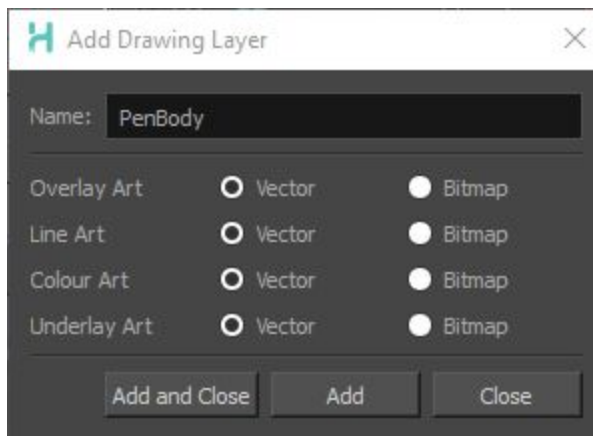 Add Drawing Layer
Name: PenBody
Overlay Art Vector Bitmap
Line Art Vector Bitmap
Colour Art Vector Bitmap
Underlay Art Vector Bitmap
Add and Close Add Close